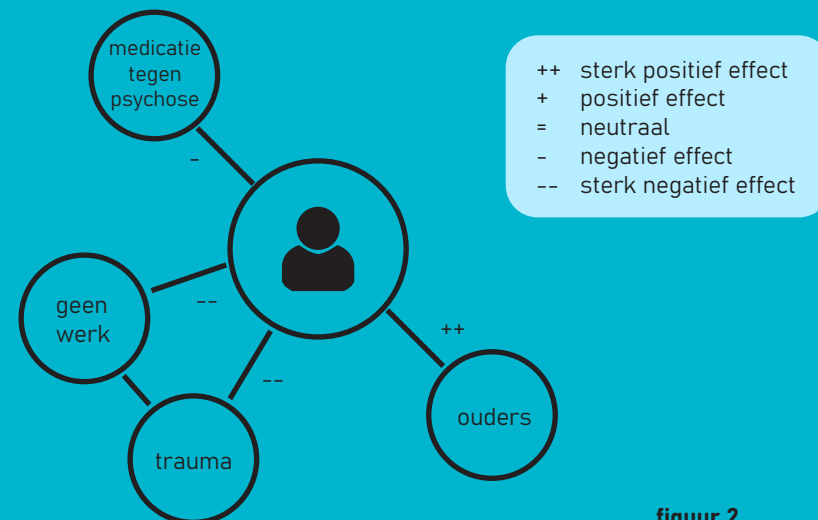 medicatie
tegen
psychose
-
++ sterk positief effect
+ positief effect
= neutraal
- negatief effect
-- sterk negatief effect
geen
werk
--
--
++
trauma
ouders
figuur 2